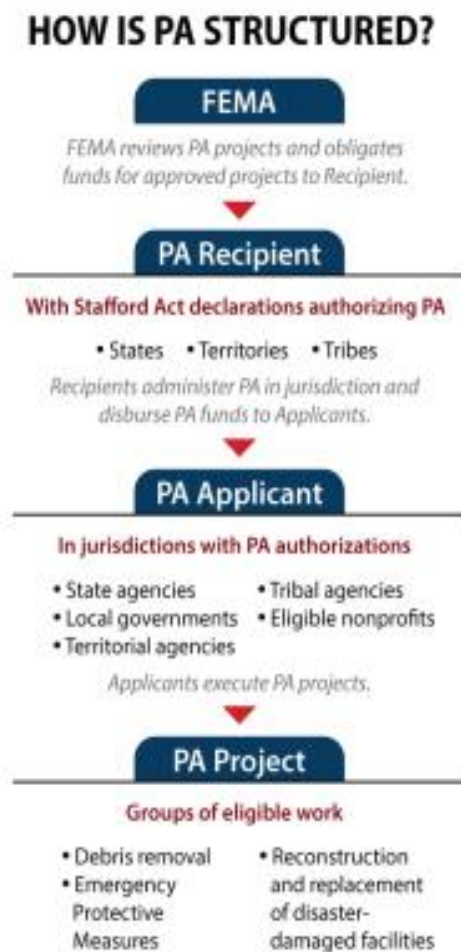 HOW IS PA STRUCTURED?
FEMA
FEMA reviews PA projects and obligates
funds for approved projects to Recipient.
PA Recipient
With Stafford Act declarations authorizing PA
• States • Territories • Tribes
Recipients administer PA in jurisdiction and
disburse PA funds to Applicants.
PA Applicant
In jurisdictions with PA authorizations
• State agencies
• Local governments
• Territorial agencies
• Tribal agencies
• Eligible nonprofits
Applicants execute PA projects.
PA Project
Groups of eligible work
• Debris removal
• Emergency
Protective
Measures
• Reconstruction
and replacement
of disaster-
damaged facilities